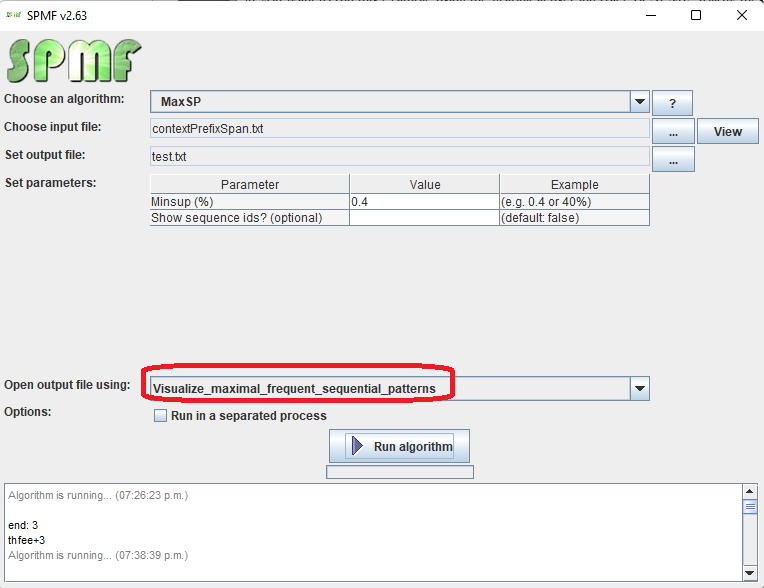 SPMF v2.63
SPMF
Choose an algorithm: MaxSP ?
Choose input file: contextPrefixSpan.txt ... View
Set output file: test.txt ...
Set parameters: Parameter Value Example
Minsup (%) 0.4 (e.g. 0.4 or 40%)
Show sequence ids? (optional) (default: false)
Open output file using: Visualize_maximal_frequent_sequential_patterns
Options: Run in a separated process
Run algorithm
Algorithm is running... (07:26:23 p.m.)
end: 3
thfee+3
Algorithm is running... (07:38:39 p.m.)